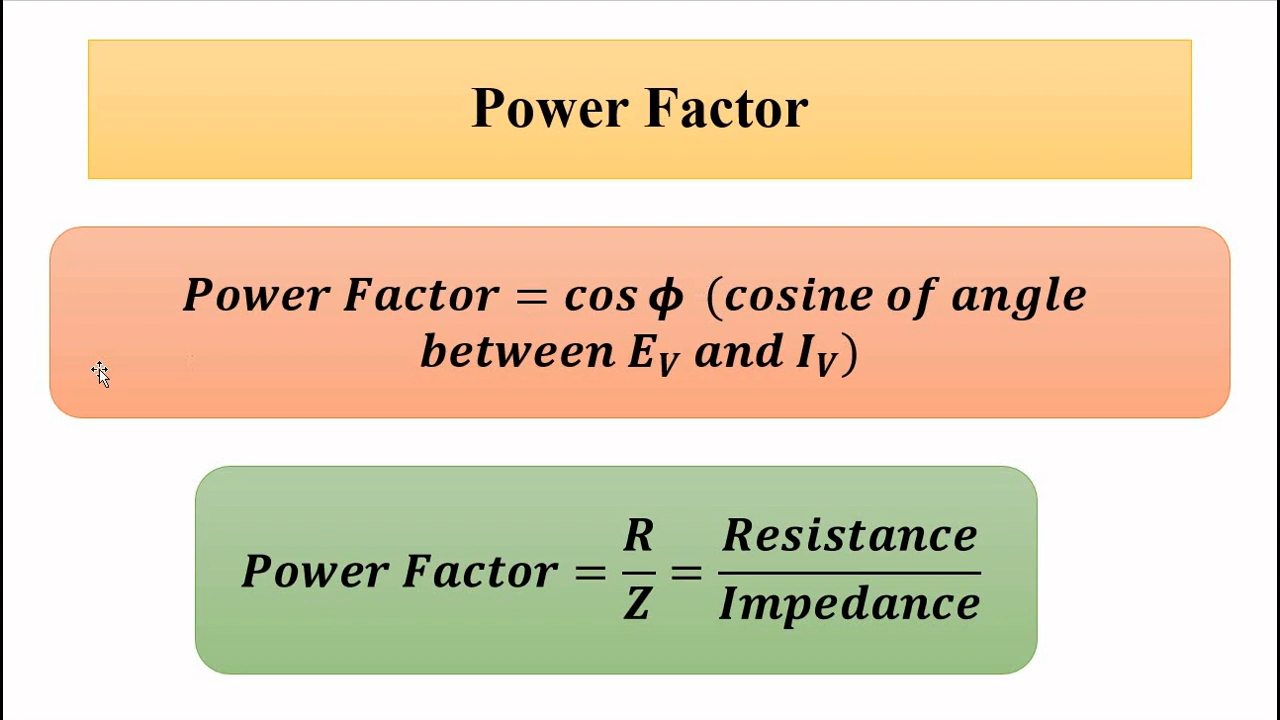 Power Factor
Power Factor = cos ϕ (cosine of angle
between E_V and I_V)
Power Factor = R/Z = Resistance/Impedance